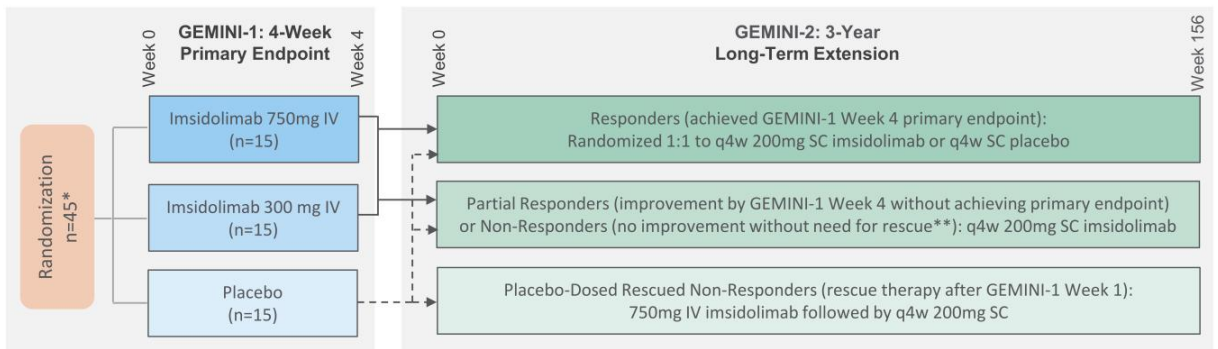 GEMINI-1: 4-Week
Primary Endpoint
Week 0
Week 4
GEMINI-2: 3-Year
Long-Term Extension
Week 0
Week 156
Randomization
n=45*
Imsidolimab 750mg IV
(n=15)
Imsidolimab 300 mg IV
(n=15)
Placebo
(n=15)
Responders (achieved GEMINI-1 Week 4 primary endpoint):
Randomized 1:1 to q4w 200mg SC imsidolimab or q4w SC placebo
Partial Responders (improvement by GEMINI-1 Week 4 without achieving primary endpoint)
or Non-Responders (no improvement without need for rescue**): q4w 200mg SC imsidolimab
Placebo-Dosed Rescued Non-Responders (rescue therapy after GEMINI-1 Week 1):
750mg IV imsidolimab followed by q4w 200mg SC